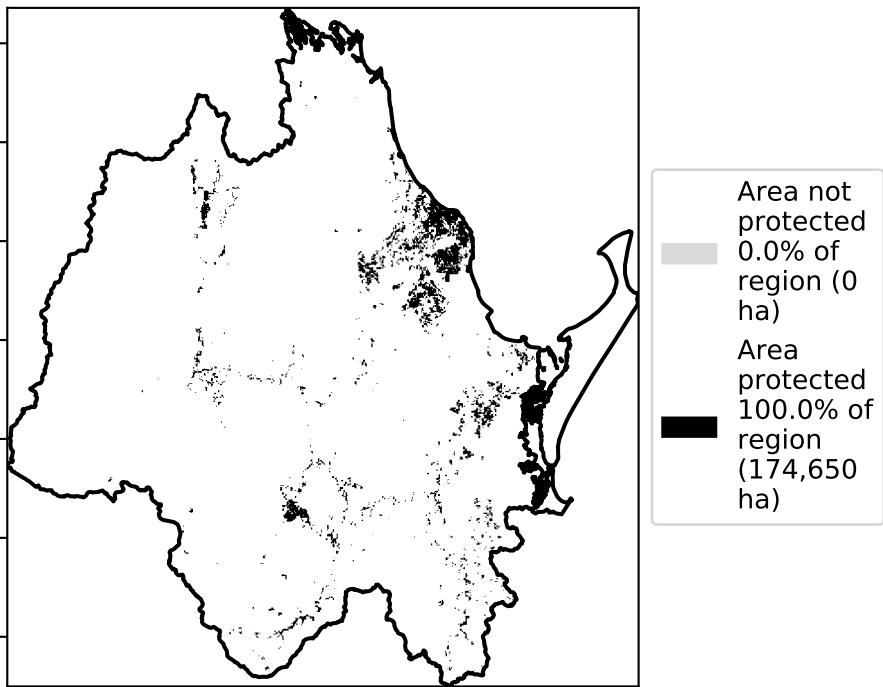 Area not
protected
0.0% of
region (0
ha)
Area
protected
100.0% of
region
(174,650
ha)